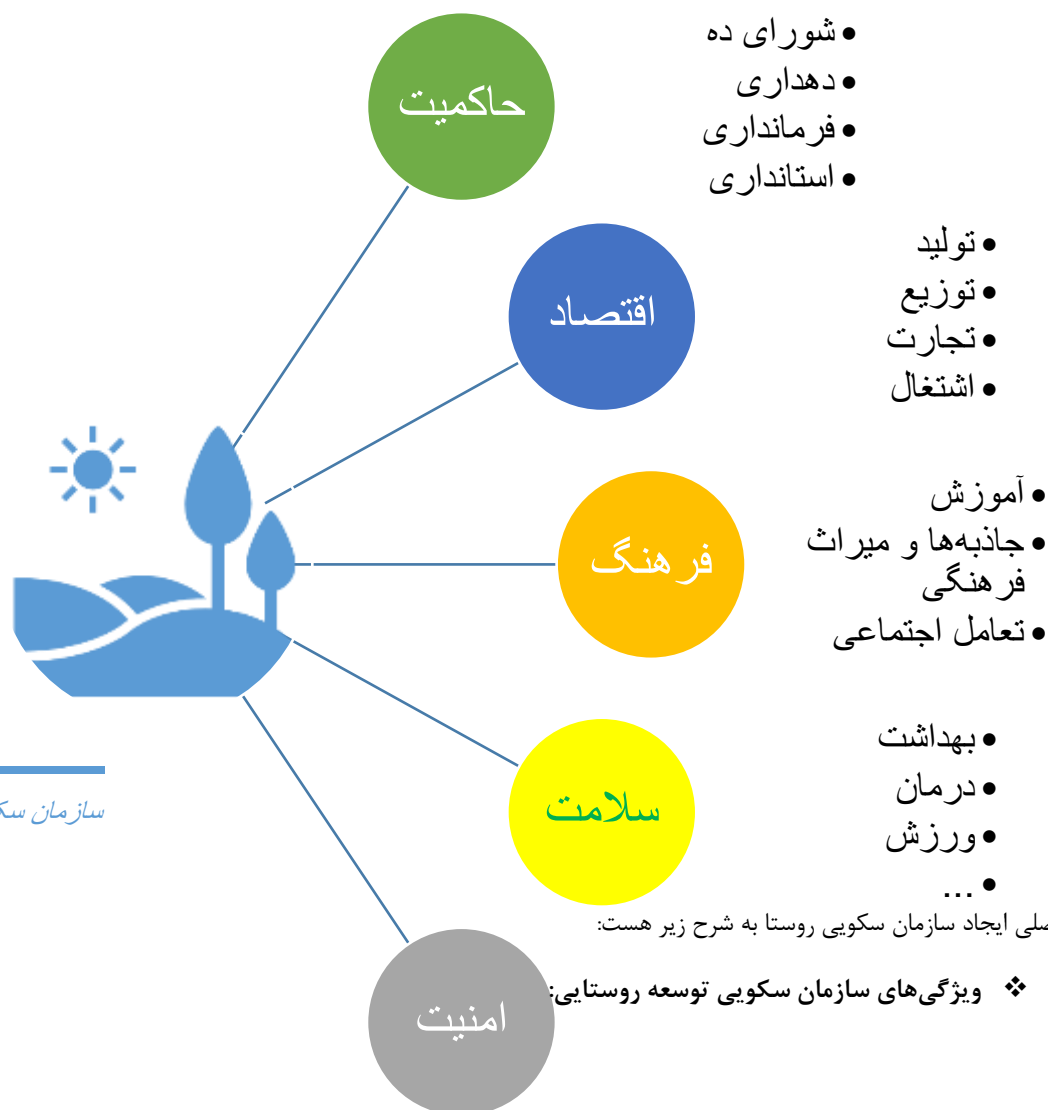 حاکمیت
• شورای ده
• دهداری
• فرمانداری
• استانداری
اقتصاد
• تولید
• توزیع
• تجارت
• اشتغال
فرهنگ
• آموزش
• جاذبه‌ها و میراث
فرهنگی
• تعامل اجتماعی
سلامت
• بهداشت
• درمان
• ورزش
• ...
سازمان
ایجاد سازمان سکویی روستا به شرح زیر هست:
❖ ویژگی‌های سازمان سکویی توسعه روستایی:
امنیت